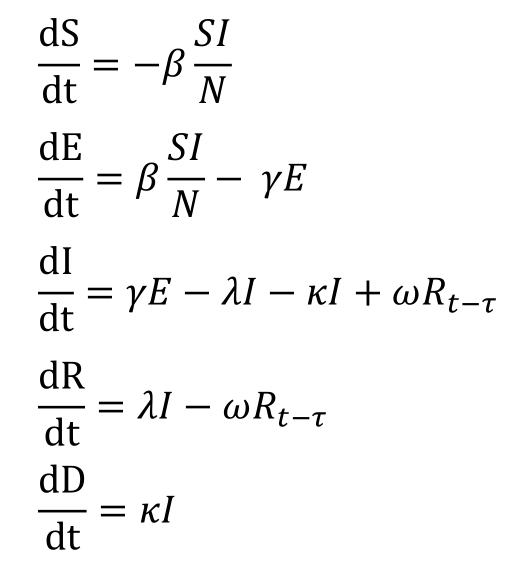 dS/dt = −β SI/N
dE/dt = β SI/N − γE
dI/dt = γE − λI − κI + ωR_{t−τ}
dR/dt = λI − ωR_{t−τ}
dD/dt = κI